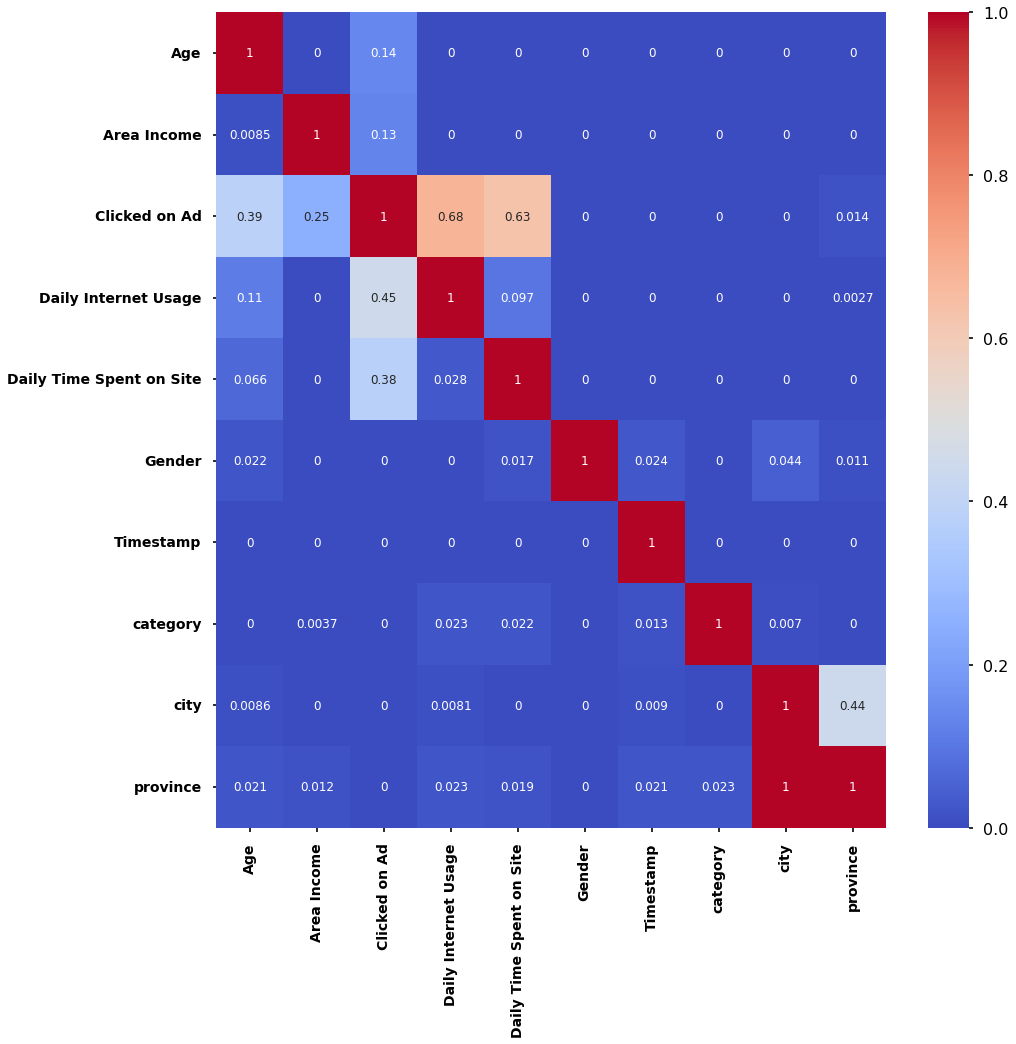 Age 1 0 0.14 0 0 0 0 0 0 0
Area Income 0.0085 1 0.13 0 0 0 0 0 0 0
Clicked on Ad 0.39 0.25 1 0.68 0.63 0 0 0 0 0.014
Daily Internet Usage 0.11 0 0.45 1 0.097 0 0 0 0 0.0027
Daily Time Spent on Site 0.066 0 0.38 0.028 1 0 0 0 0 0
Gender 0.022 0 0 0 0.017 1 0.024 0 0.044 0.011
Timestamp 0 0 0 0 0 0 1 0 0 0
category 0 0.0037 0 0.023 0.022 0 0.013 1 0.007 0
city 0.0086 0 0 0.0081 0 0 0.009 0 1 0.44
province 0.021 0.012 0 0.023 0.019 0 0.021 0.023 1 1
Age
Area Income
Clicked on Ad
Daily Internet Usage
Daily Time Spent on Site
Gender
Timestamp
category
city
province
1.0
0.8
0.6
0.4
0.2
0.0